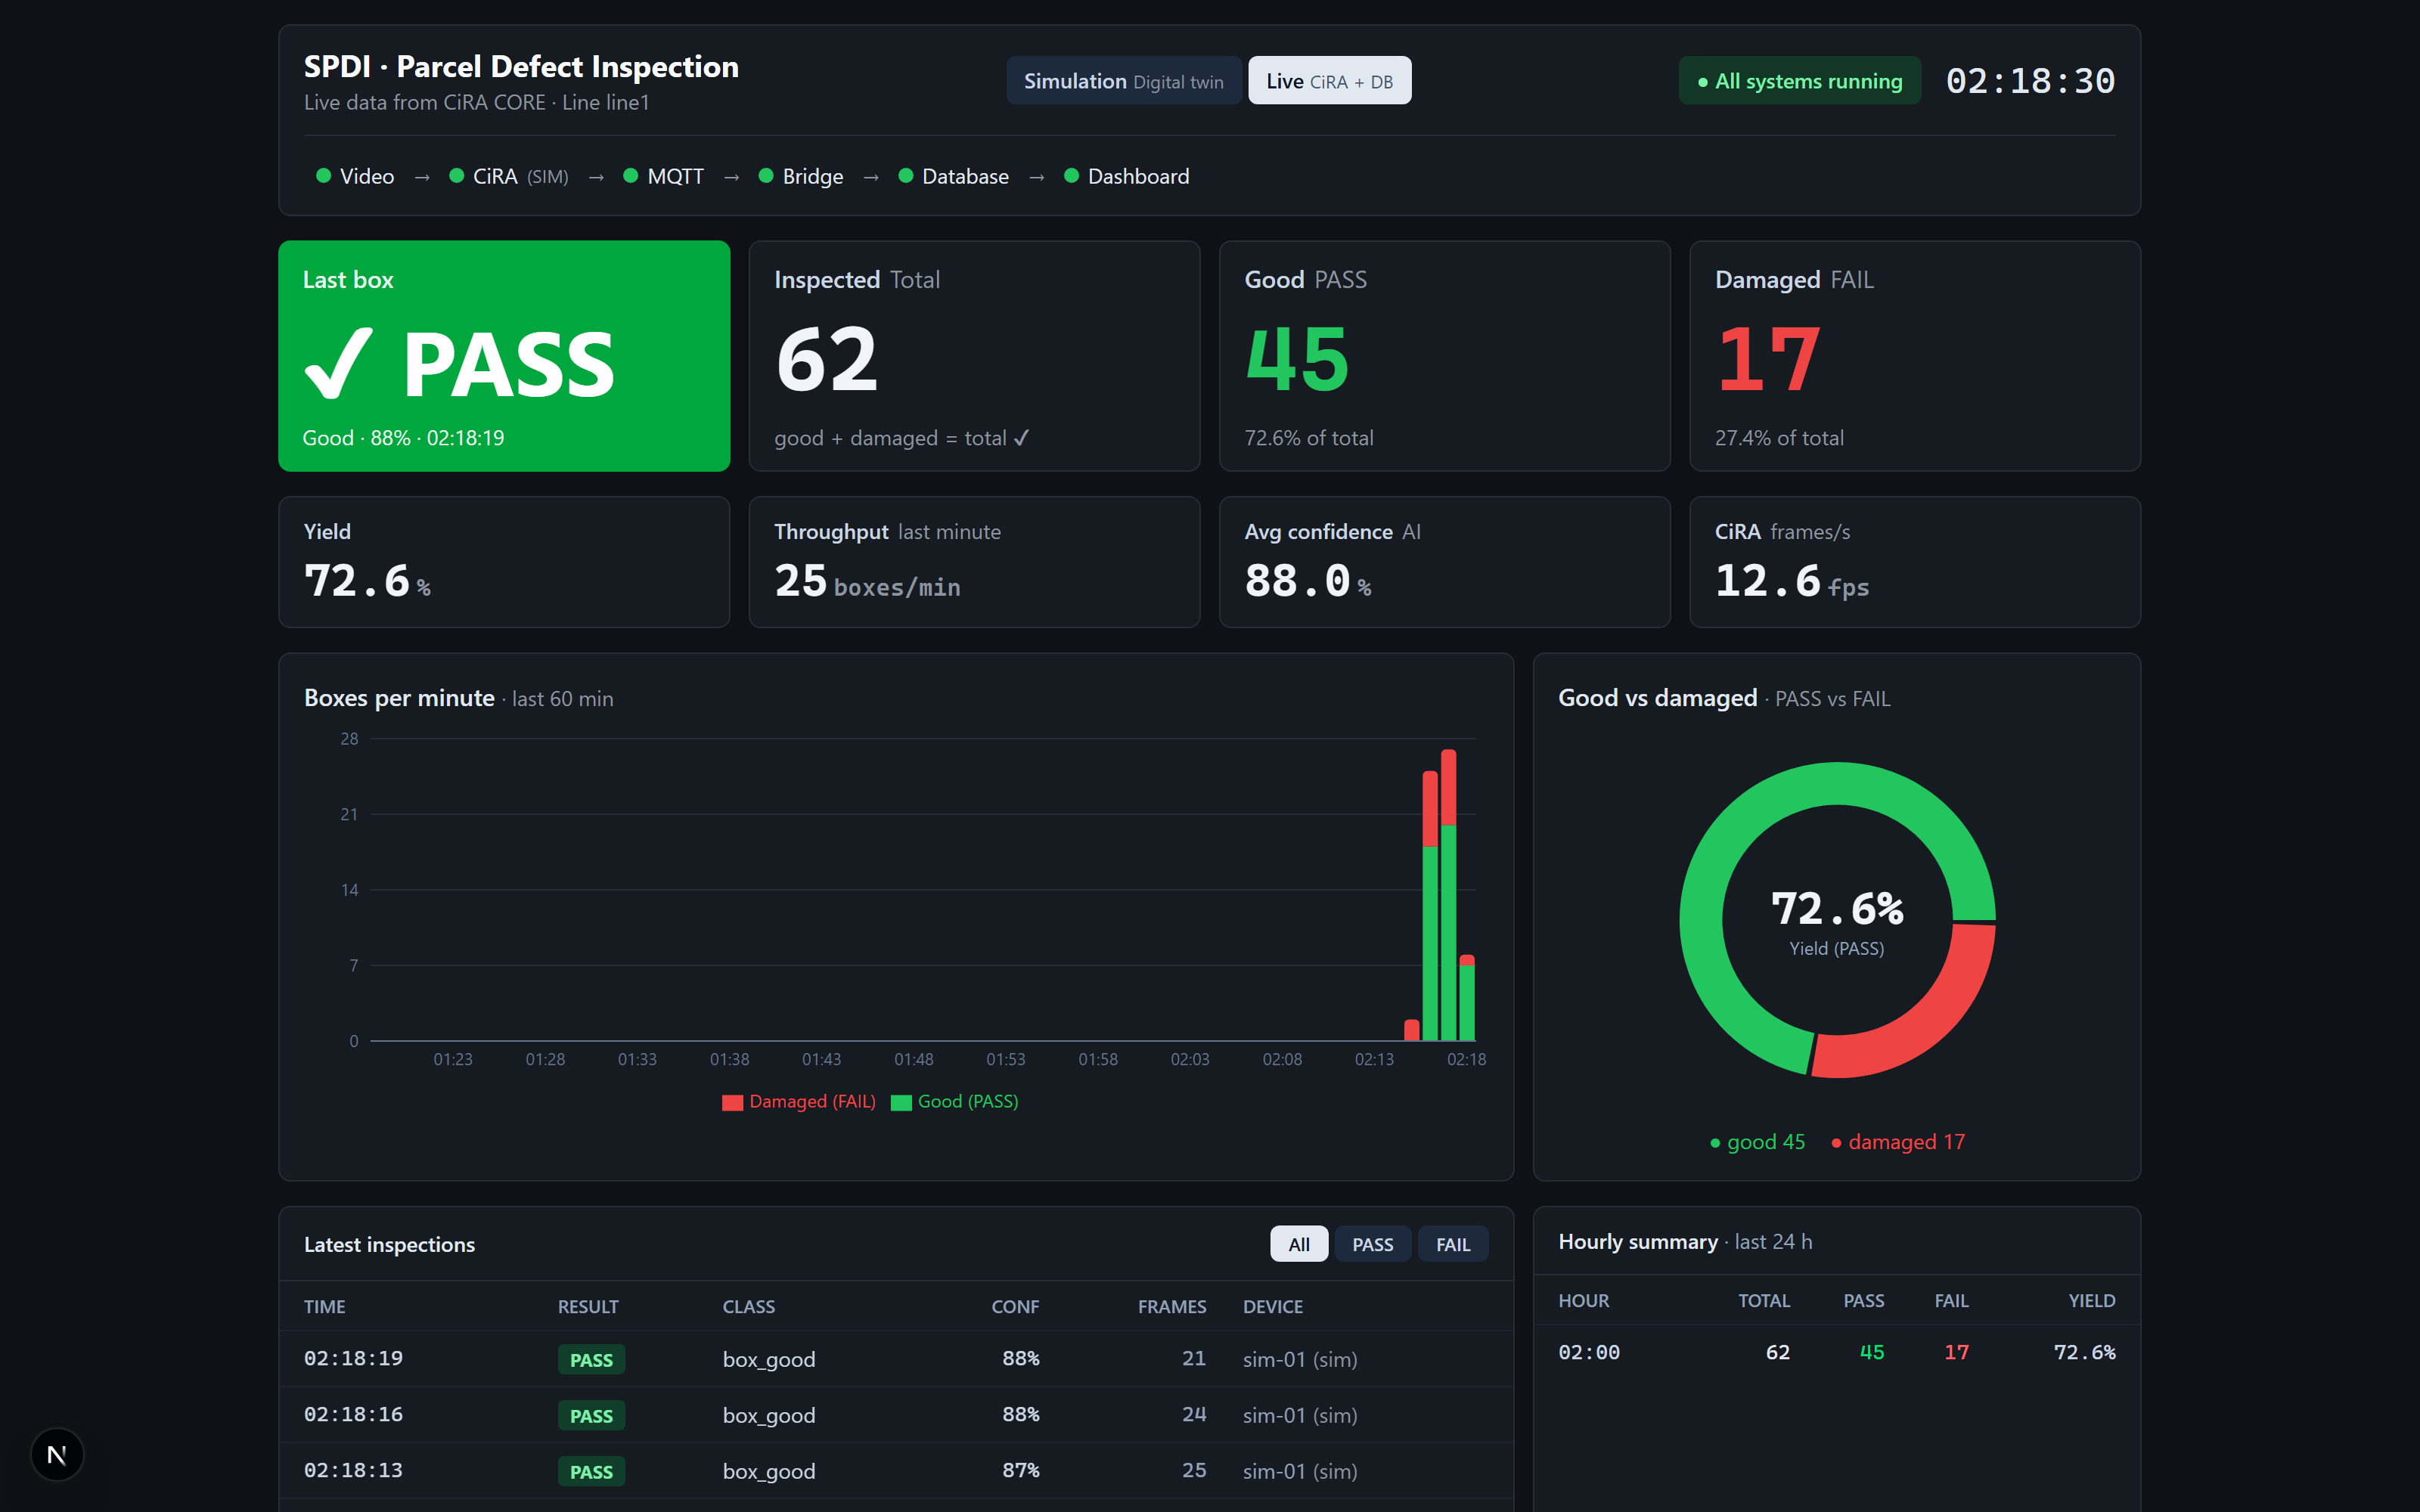 SPDI · Parcel Defect Inspection
Live data from CiRA CORE · Line line1
Simulation Digital twin
Live CiRA + DB
● All systems running
02:18:30
Video → CiRA (SIM) → MQTT → Bridge → Database → Dashboard
Last box
✓ PASS
Good · 88% · 02:18:19
Inspected Total
62
good + damaged = total ✓
Good PASS
45
72.6% of total
Damaged FAIL
17
27.4% of total
Yield
72.6 %
Throughput last minute
25 boxes/min
Avg confidence AI
88.0 %
CiRA frames/s
12.6 fps
Boxes per minute · last 60 min
28
21
14
7
0
01:23 01:28 01:33 01:38 01:43 01:48 01:53 01:58 02:03 02:08 02:13 02:18
Damaged (FAIL) Good (PASS)
Good vs damaged · PASS vs FAIL
72.6%
Yield (PASS)
● good 45 ● damaged 17
Latest inspections
All PASS FAIL
TIME RESULT CLASS CONF FRAMES DEVICE
02:18:19 PASS box_good 88% 21 sim-01 (sim)
02:18:16 PASS box_good 88% 24 sim-01 (sim)
02:18:13 PASS box_good 87% 25 sim-01 (sim)
Hourly summary · last 24 h
HOUR TOTAL PASS FAIL YIELD
02:00 62 45 17 72.6%
N